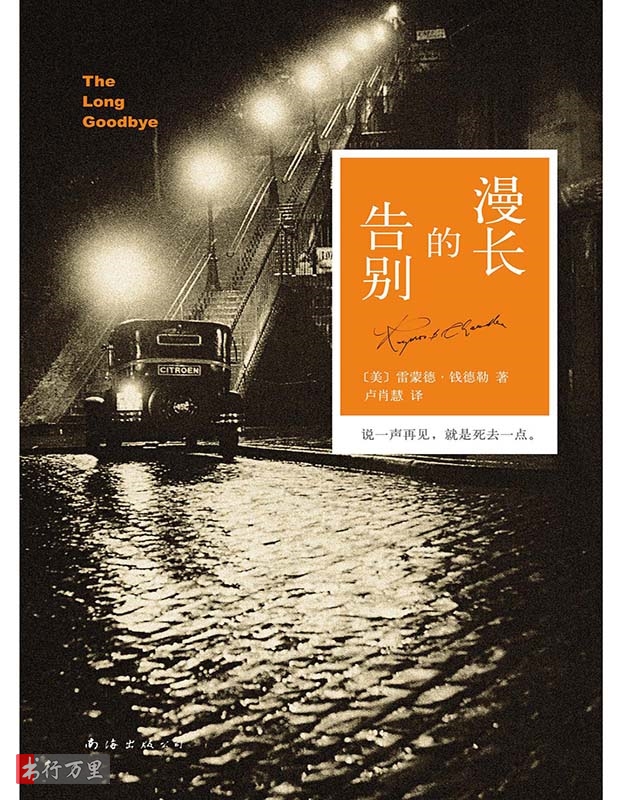 The
Long
Goodbye
漫长
的
告别
[美] 雷蒙德·钱德勒 著
卢肖慧 译
说一声再见，就是死去一点。
CITROEN
南海出版公司
书行万里